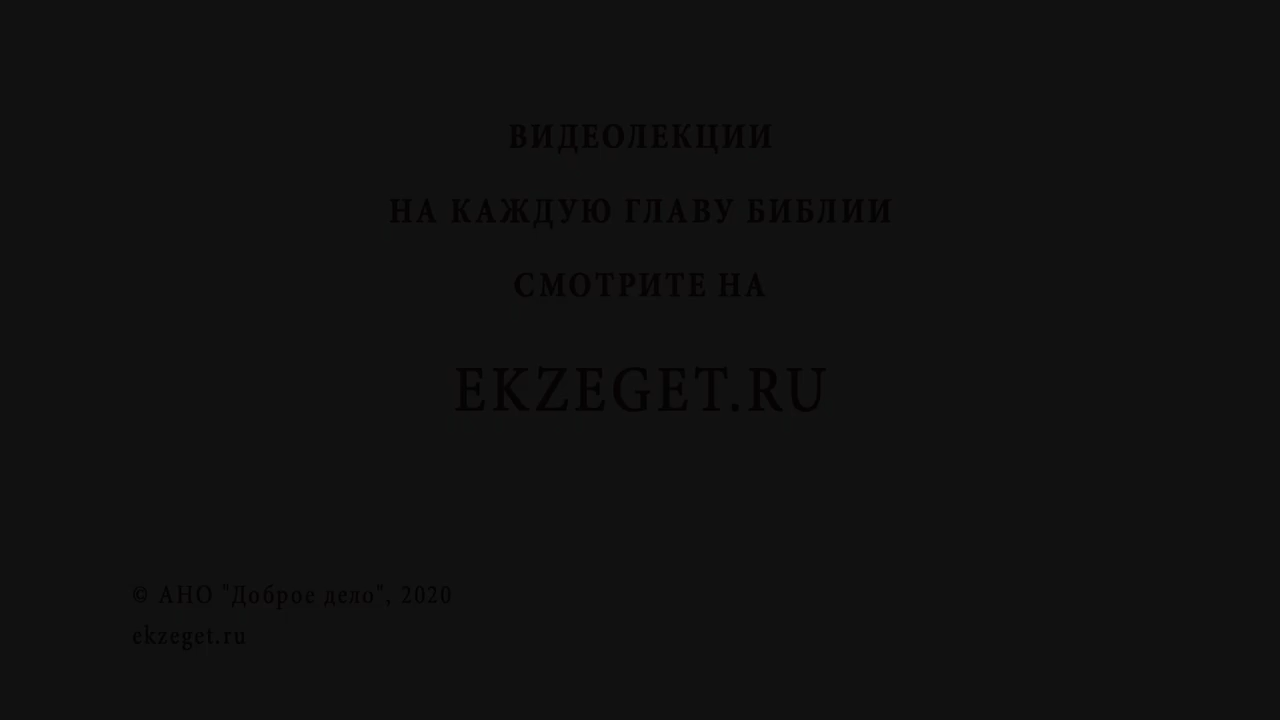 ВИДЕОЛЕКЦИИ
НА КАЖДУЮ ГЛАВУ БИБЛИИ
СМОТРИТЕ НА
EKZEGET.RU
© АНО "Доброе дело", 2020
ekzeget.ru